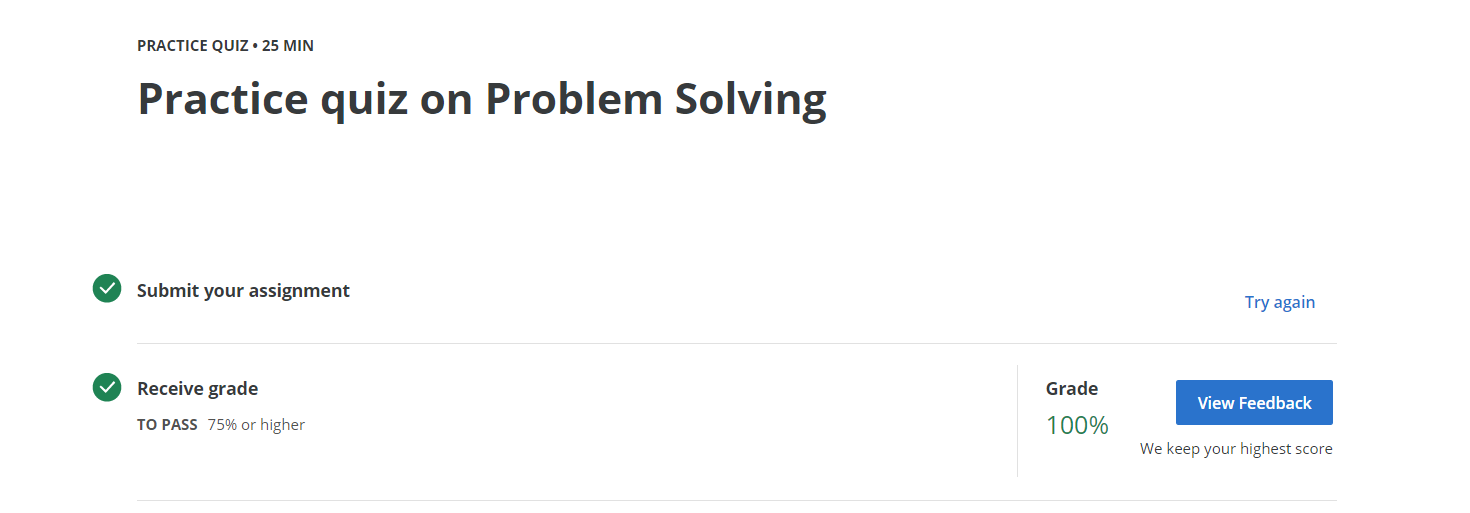 PRACTICE QUIZ • 25 MIN
Practice quiz on Problem Solving
Submit your assignment
Try again
Receive grade
TO PASS 75% or higher
Grade
100%
View Feedback
We keep your highest score